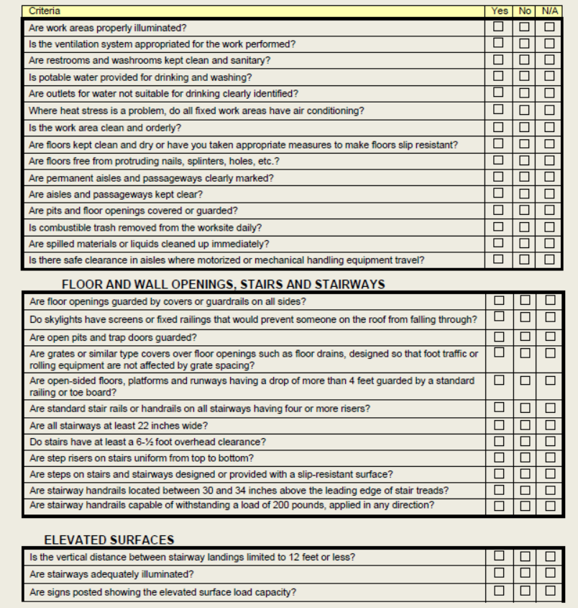 Criteria Yes No N/A
Are work areas properly illuminated?
Is the ventilation system appropriated for the work performed?
Are restrooms and washrooms kept clean and sanitary?
Is potable water provided for drinking and washing?
Are outlets for water not suitable for drinking clearly identified?
Where heat stress is a problem, do all fixed work areas have air conditioning?
Is the work area clean and orderly?
Are floors kept clean and dry or have you taken appropriate measures to make floors slip resistant?
Are floors free from protruding nails, splinters, holes, etc.?
Are permanent aisles and passageways clearly marked?
Are aisles and passageways kept clear?
Are pits and floor openings covered or guarded?
Is combustible trash removed from the worksite daily?
Are spilled materials or liquids cleaned up immediately?
Is there safe clearance in aisles where motorized or mechanical handling equipment travel?
FLOOR AND WALL OPENINGS, STAIRS AND STAIRWAYS
Are floor openings guarded by covers or guardrails on all sides?
Do skylights have screens or fixed railings that would prevent someone on the roof from falling through?
Are open pits and trap doors guarded?
Are grates or similar type covers over floor openings such as floor drains, designed so that foot traffic or
rolling equipment are not affected by grate spacing?
Are open-sided floors, platforms and runways having a drop of more than 4 feet guarded by a standard
railing or toe board?
Are standard stair rails or handrails on all stairways having four or more risers?
Are all stairways at least 22 inches wide?
Do stairs have at least a 6-½ foot overhead clearance?
Are step risers on stairs uniform from top to bottom?
Are steps on stairs and stairways designed or provided with a slip-resistant surface?
Are stairway handrails located between 30 and 34 inches above the leading edge of stair treads?
Are stairway handrails capable of withstanding a load of 200 pounds, applied in any direction?
ELEVATED SURFACES
Is the vertical distance between stairway landings limited to 12 feet or less?
Are stairways adequately illuminated?
Are signs posted showing the elevated surface load capacity?